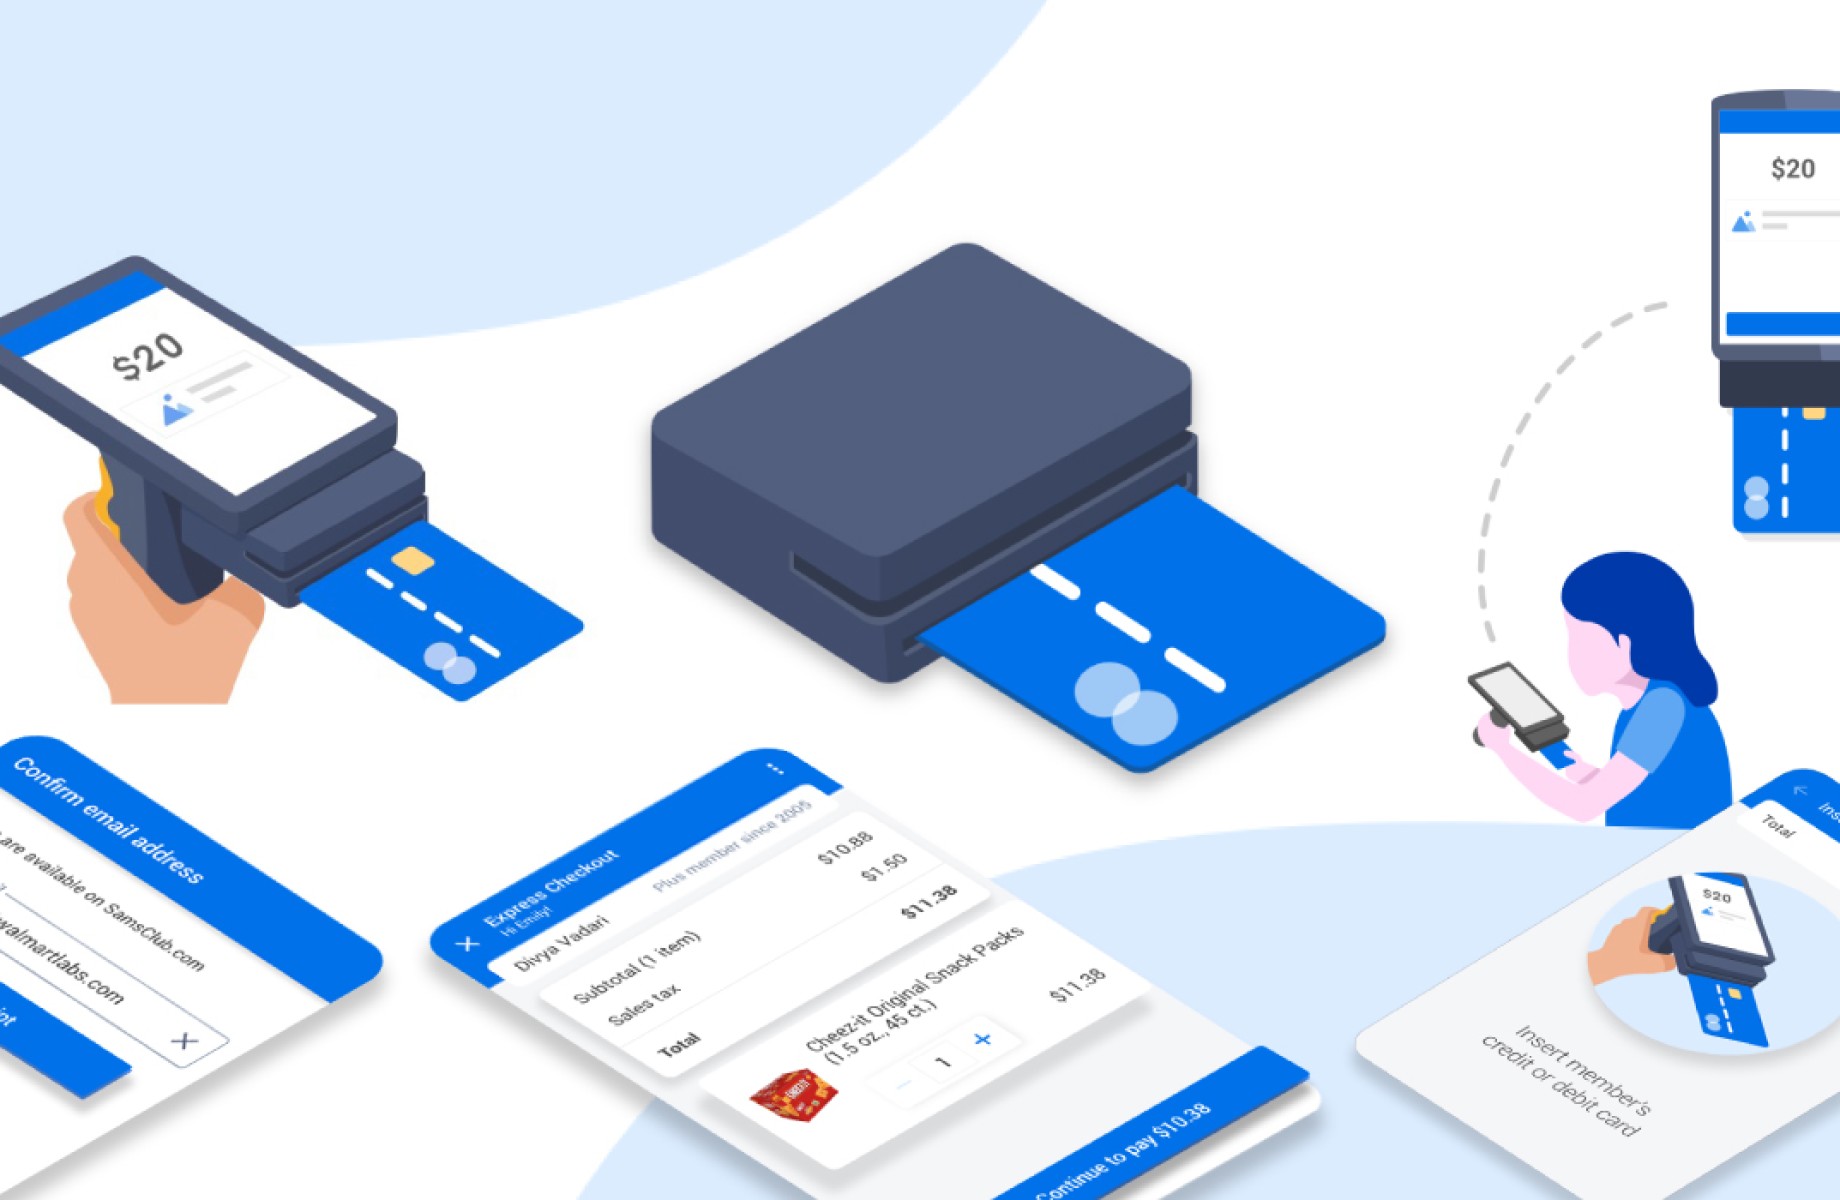 $20
$20
Confirm email address
are available on SamsClub.com
walmartlabs.com
Express Checkout
Hi Emily!
Divya Vadari
Plus member since 2005
Subtotal (1 item)
$10.88
Sales tax
$1.50
Total
$11.38
Cheez-it Original Snack Packs
(1.5 oz., 45 ct.)
$11.38
1
CHEEZ-IT
Continue to pay $10.38
Total
$20
Insert member's
credit or debit card